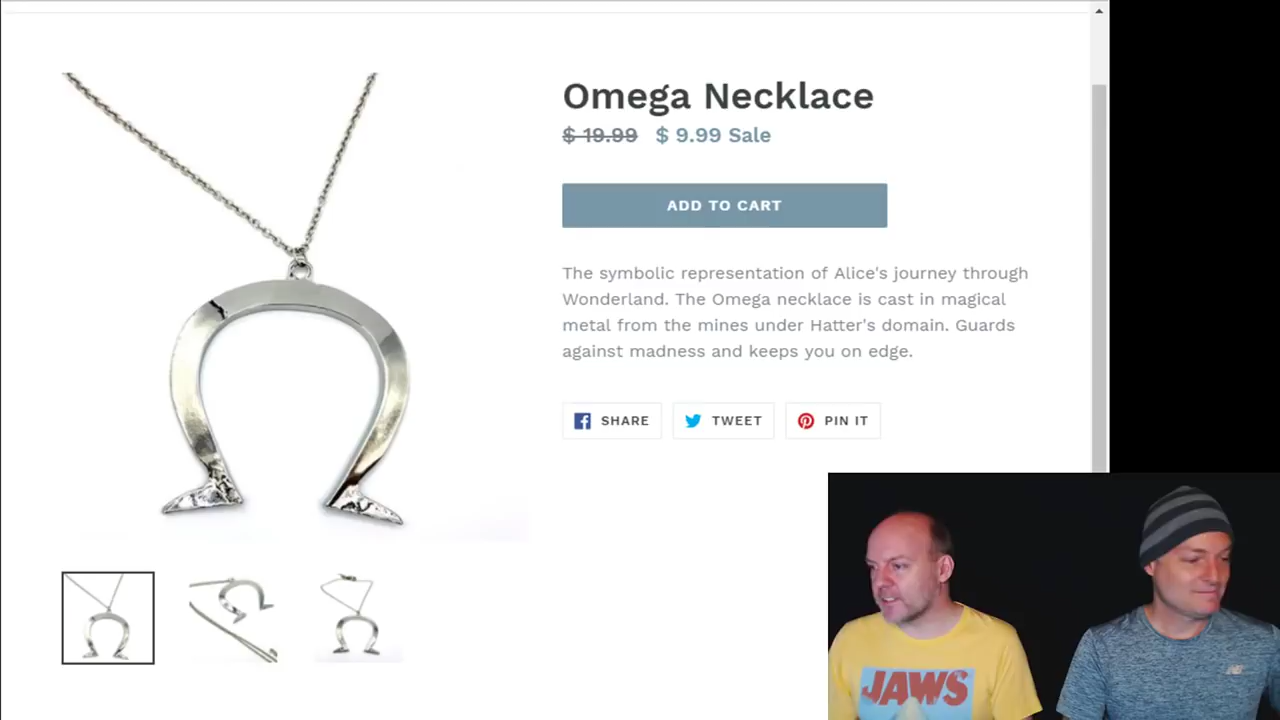 Omega Necklace
$ 19.99 $ 9.99 Sale
ADD TO CART
The symbolic representation of Alice's journey through
Wonderland. The Omega necklace is cast in magical
metal from the mines under Hatter's domain. Guards
against madness and keeps you on edge.
SHARE TWEET PIN IT
JAWS